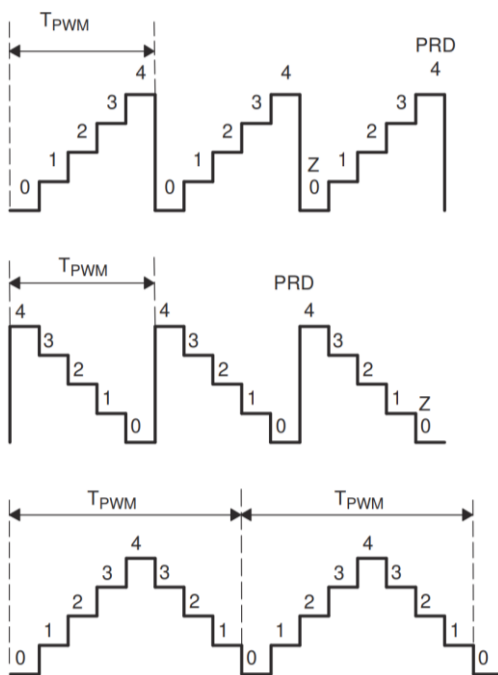 TPWM
PRD
4 4 4
3 3 3
2 2 2
1 1 Z 1
0 0 0
TPWM
PRD
4 4 4
3 3 3
2 2 2
1 1 1 Z
0 0 0
TPWM TPWM
4 4
3 3 3 3
2 2 2 2
1 1 1 1
0 0 0